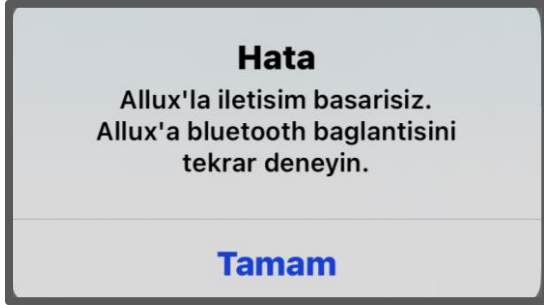 Hata
Allux'la iletisim basarisiz.
Allux'a bluetooth baglantisini
tekrar deneyin.
Tamam